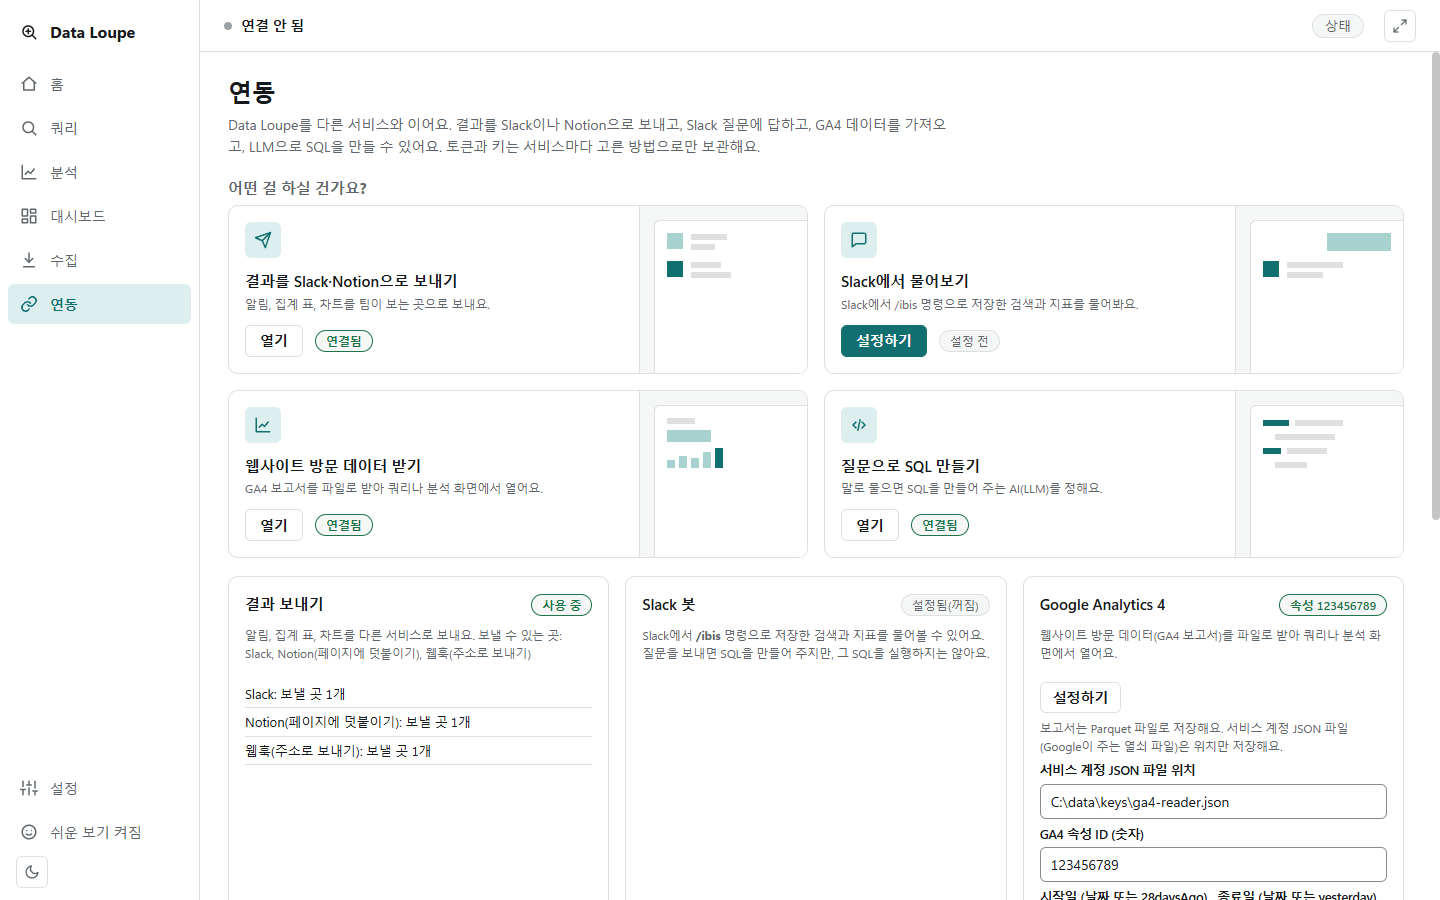 Data Loupe
홈
쿼리
분석
대시보드
수집
연동
설정
쉬운 보기 켜짐
연결 안 됨
상태
연동
Data Loupe를 다른 서비스와 이어요. 결과를 Slack이나 Notion으로 보내고, Slack 질문에 답하고, GA4 데이터를 가져오
고, LLM으로 SQL을 만들 수 있어요. 토큰과 키는 서비스마다 고른 방법으로만 보관해요.
어떤 걸 하실 건가요?
결과를 Slack·Notion으로 보내기
알림, 집계 표, 차트를 팀이 보는 곳으로 보내요.
열기
연결됨
Slack에서 물어보기
Slack에서 /ibis 명령으로 저장한 검색과 지표를 물어봐요.
설정하기
설정 전
웹사이트 방문 데이터 받기
GA4 보고서를 파일로 받아 쿼리나 분석 화면에서 열어요.
열기
연결됨
질문으로 SQL 만들기
말로 물으면 SQL을 만들어 주는 AI(LLM)를 정해요.
열기
연결됨
결과 보내기
사용 중
알림, 집계 표, 차트를 다른 서비스로 보내요. 보낼 수 있는 곳:
Slack, Notion(페이지에 덧붙이기), 웹훅(주소로 보내기)
Slack: 보낼 곳 1개
Notion(페이지에 덧붙이기): 보낼 곳 1개
웹훅(주소로 보내기): 보낼 곳 1개
Slack 봇
설정됨(꺼짐)
Slack에서 /ibis 명령으로 저장한 검색과 지표를 물어볼 수 있어요.
질문을 보내면 SQL을 만들어 주지만, 그 SQL을 실행하지는 않아요.
Google Analytics 4
속성 123456789
웹사이트 방문 데이터(GA4 보고서)를 파일로 받아 쿼리나 분석 화
면에서 열어요.
설정하기
보고서는 Parquet 파일로 저장해요. 서비스 계정 JSON 파일
(Google이 주는 열쇠 파일)은 위치만 저장해요.
서비스 계정 JSON 파일 위치
C:\data\keys\ga4-reader.json
GA4 속성 ID (숫자)
123456789
시작일 (날짜 또는 28daysAgo) 종료일 (날짜 또는 yesterday)